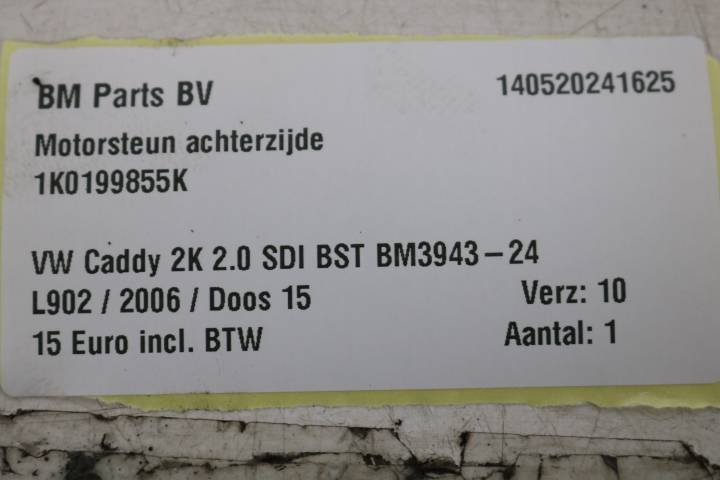 BM Parts BV 140520241625
Motorsteun achterzijde
1K0199855K
VW Caddy 2K 2.0 SDI BST BM3943-24
L902 / 2006 / Doos 15 Verz: 10
15 Euro incl. BTW Aantal: 1